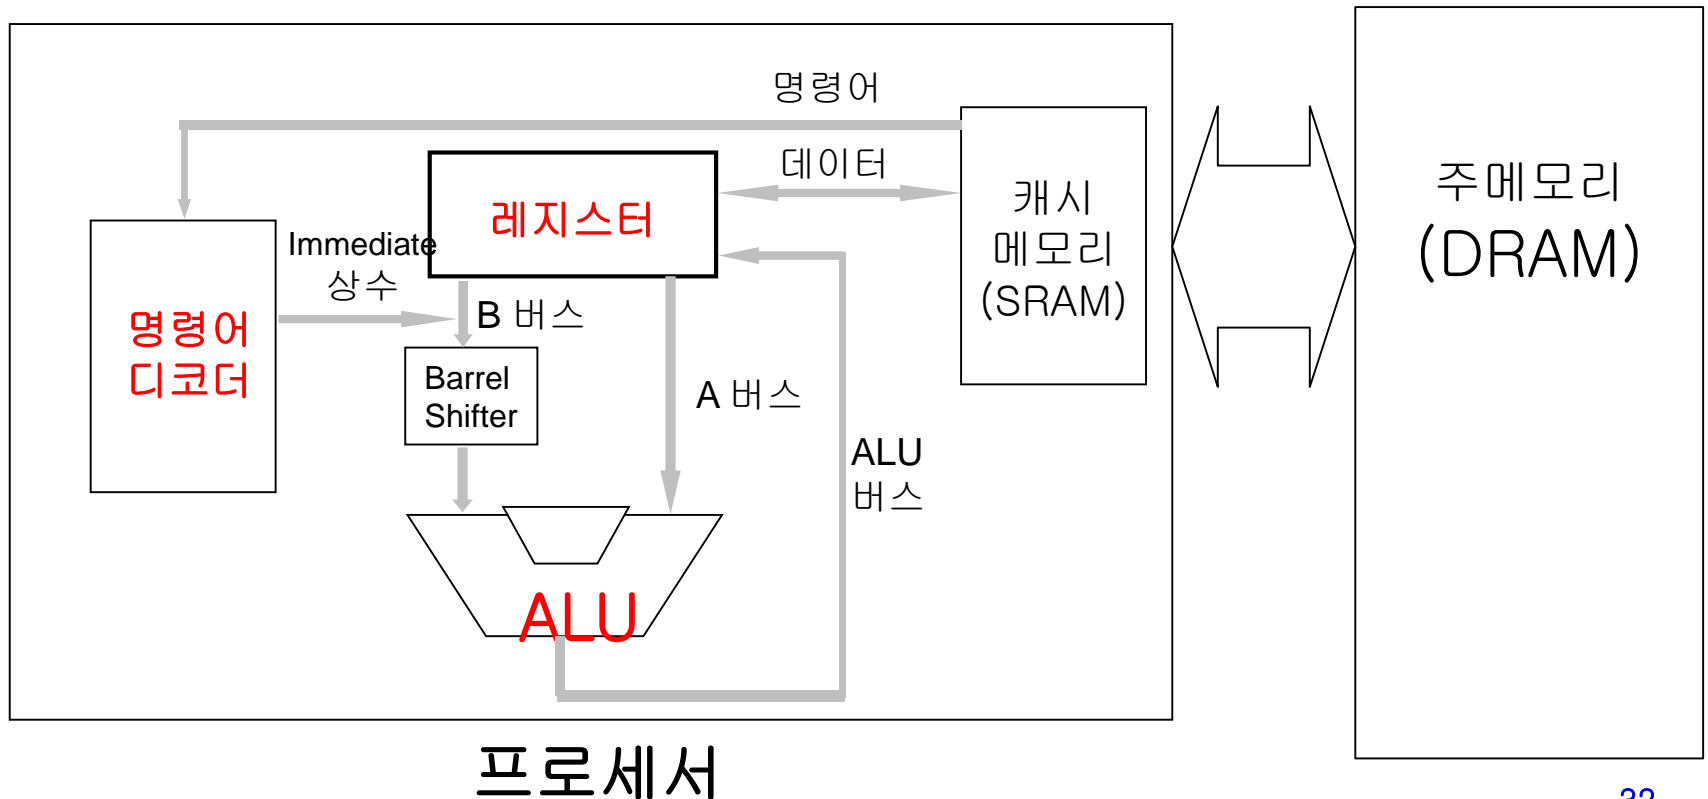 명령어
데이터
레지스터
캐시
메모리
(SRAM)
주메모리
(DRAM)
Immediate
상수
명령어
디코더
B 버스
Barrel
Shifter
A 버스
ALU
버스
ALU
프로세서
32